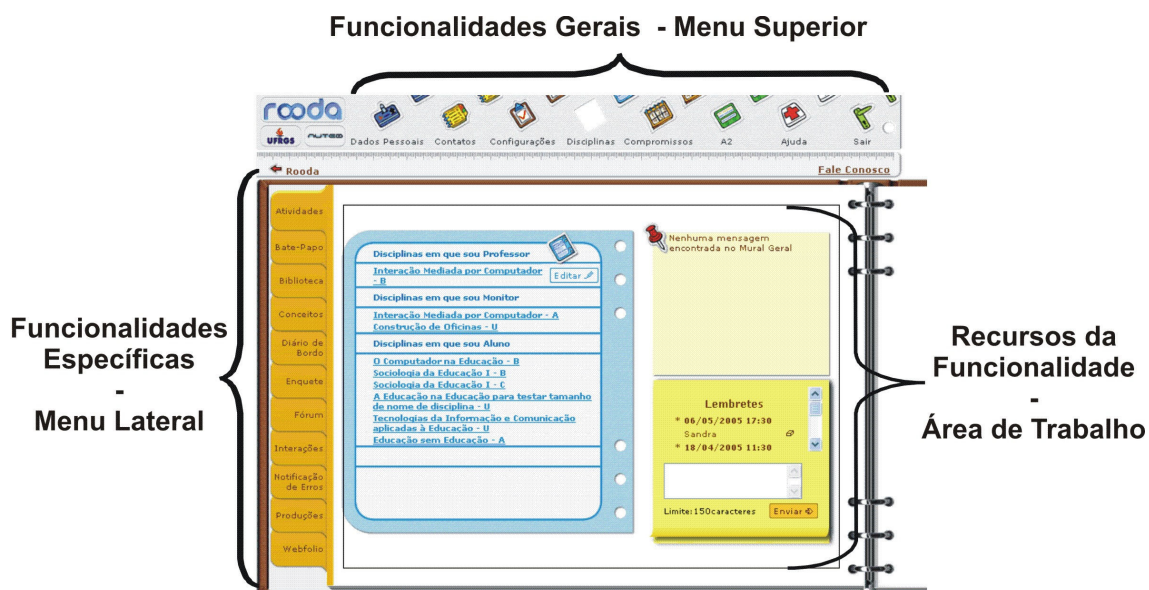 Funcionalidades Gerais - Menu Superior
rooda
UFRGS NUTED
Dados Pessoais Contatos Configurações Disciplinas Compromissos A2 Ajuda Sair
Rooda
Fale Conosco
Funcionalidades
Específicas
-
Menu Lateral
Atividades
Bate-Papo
Biblioteca
Conceitos
Diário de
Bordo
Enquete
Fórum
Interações
Notificação
de Erros
Produções
Webfolio
Disciplinas em que sou Professor
Interação Mediada por Computador
- B
Editar
Disciplinas em que sou Monitor
Interação Mediada por Computador - A
Construção de Oficinas - U
Disciplinas em que sou Aluno
O Computador na Educação - B
Sociologia da Educação I - B
Sociologia da Educação I - C
A Educação na Educação para testar tamanho
de nome de disciplina - U
Tecnologias da Informação e Comunicação
aplicadas à Educação - U
Educação sem Educação - A
Nenhuma mensagem
encontrada no Mural Geral
Lembretes
* 06/05/2005 17:30
Sandra
* 18/04/2005 11:30
Limite:150caracteres
Enviar
Recursos da
Funcionalidade
-
Área de Trabalho